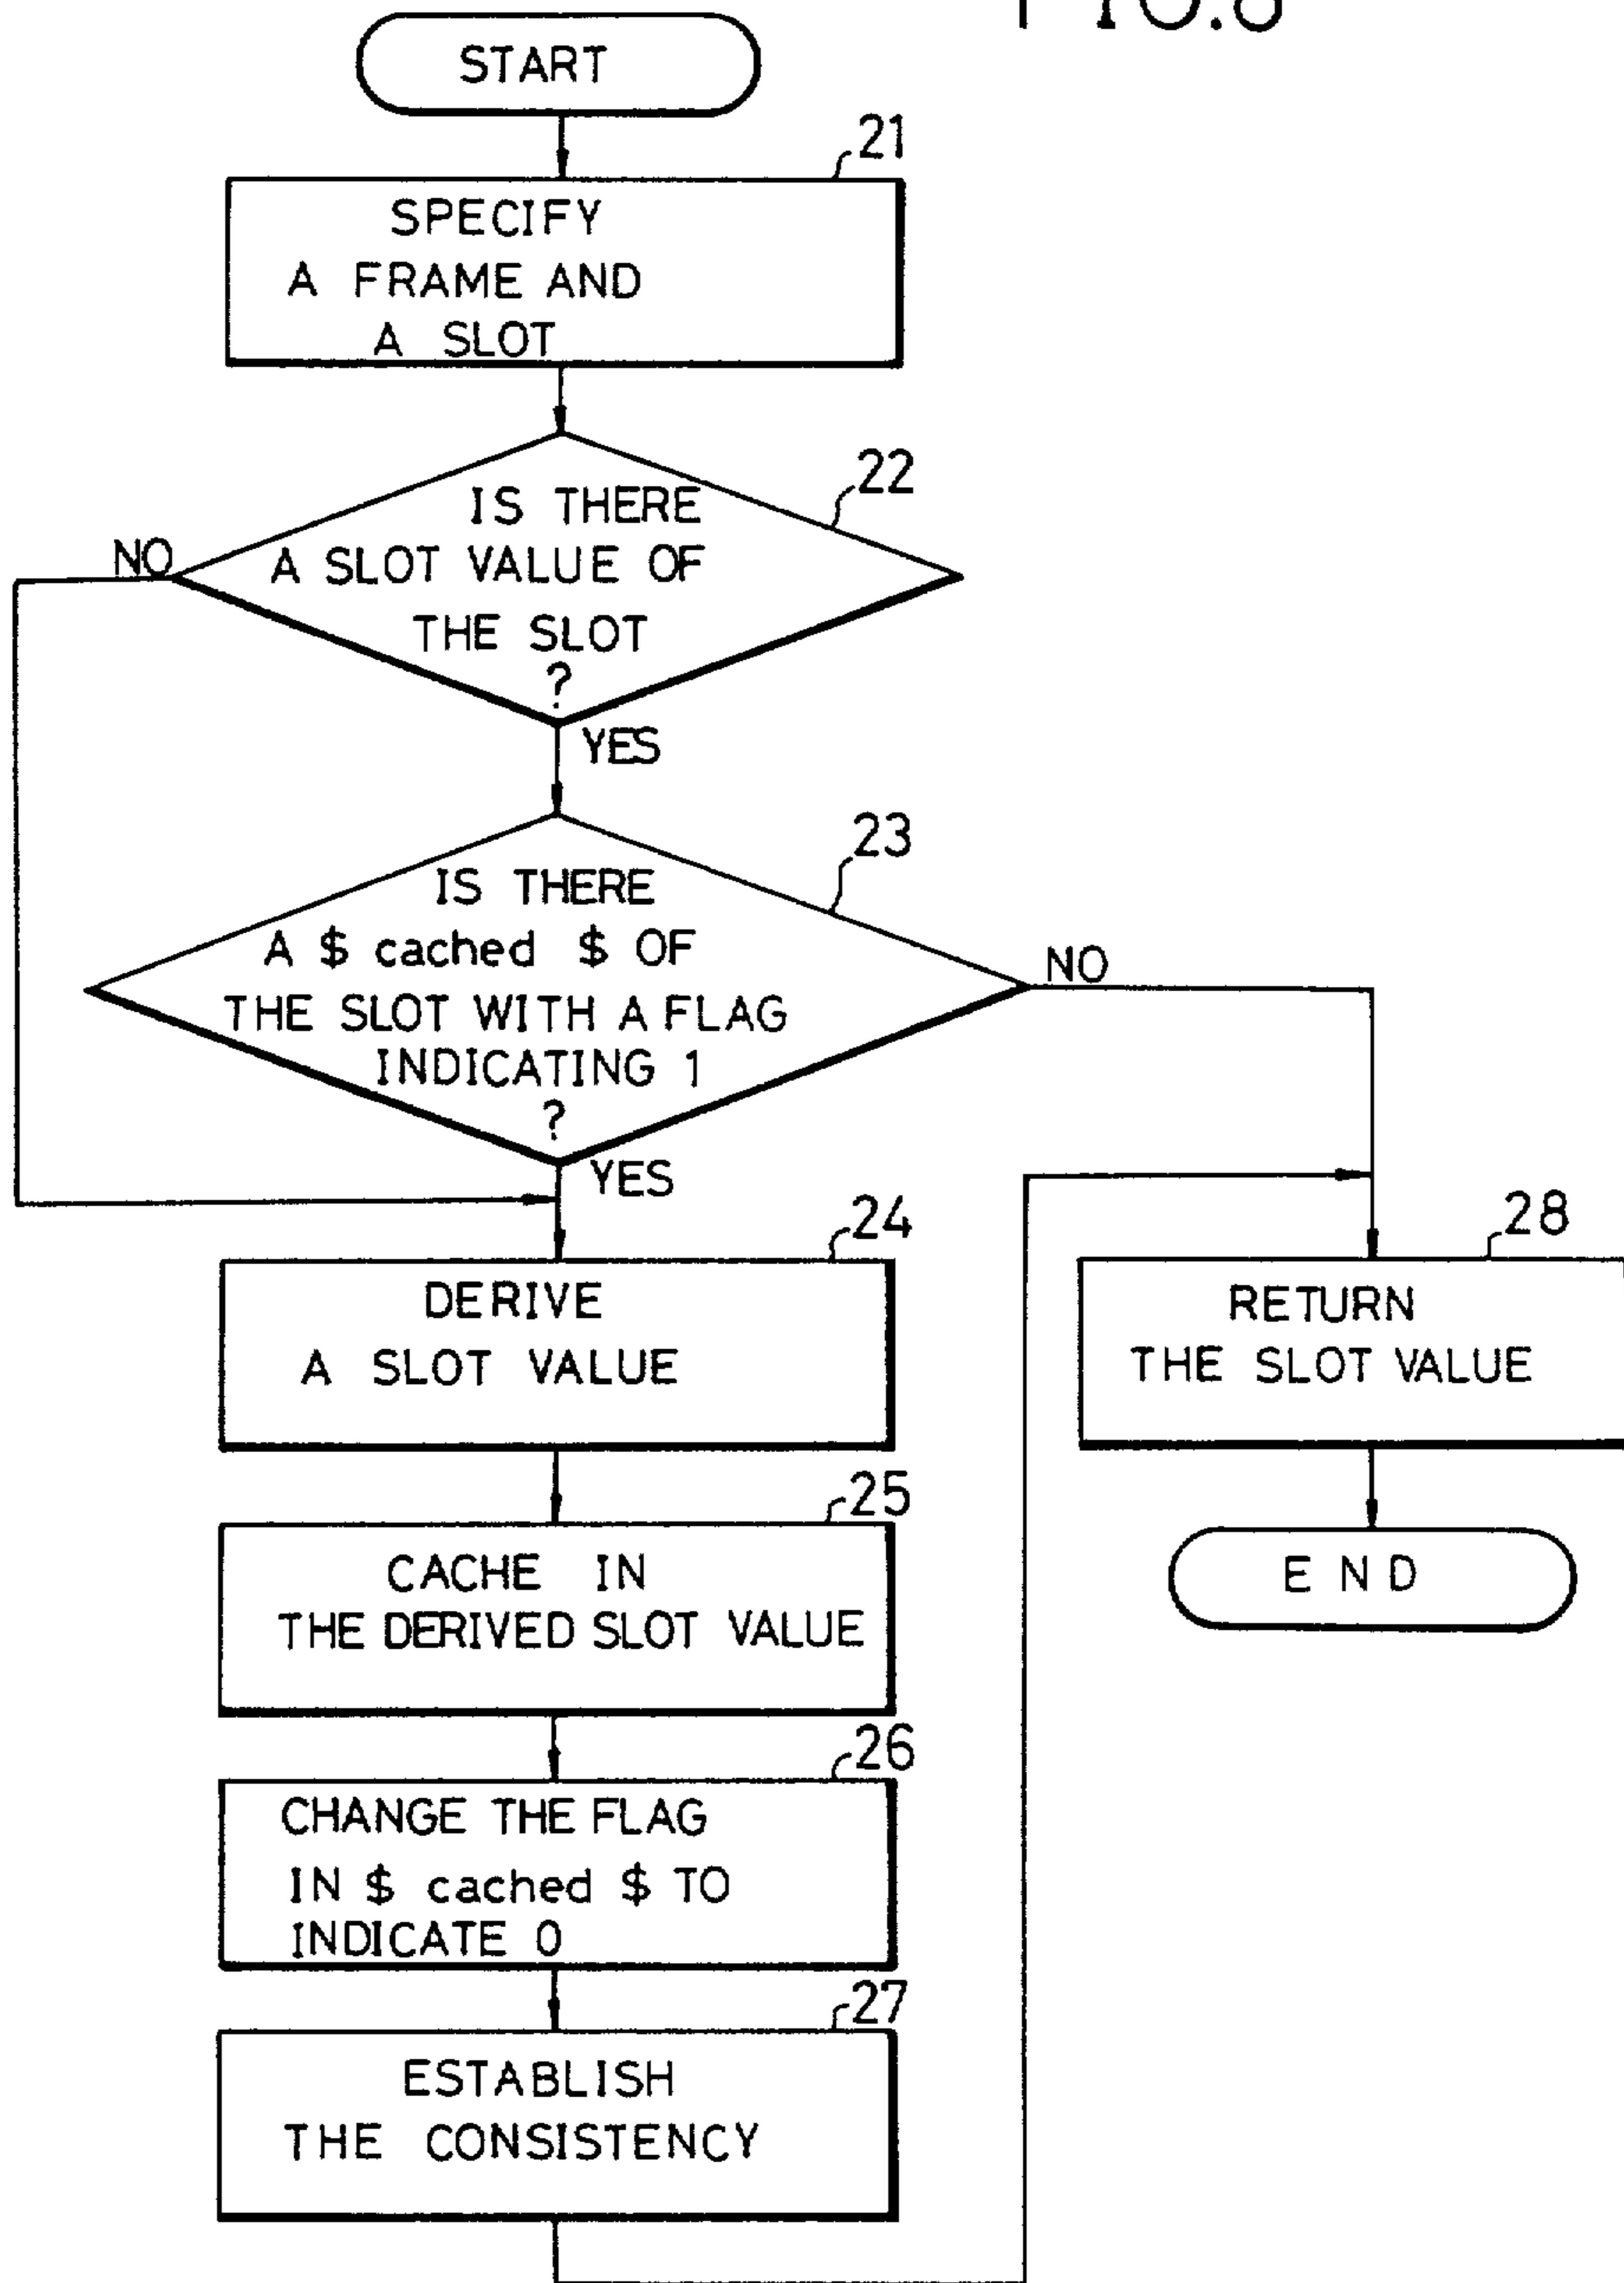 START
21
SPECIFY
A FRAME AND
A SLOT
22
IS THERE
A SLOT VALUE OF
THE SLOT
?
NO
YES
23
IS THERE
A $ cached $ OF
THE SLOT WITH A FLAG
INDICATING 1
?
NO
YES
24
DERIVE
A SLOT VALUE
25
CACHE IN
THE DERIVED SLOT VALUE
26
CHANGE THE FLAG
IN $ cached $ TO
INDICATE 0
27
ESTABLISH
THE CONSISTENCY
28
RETURN
THE SLOT VALUE
END